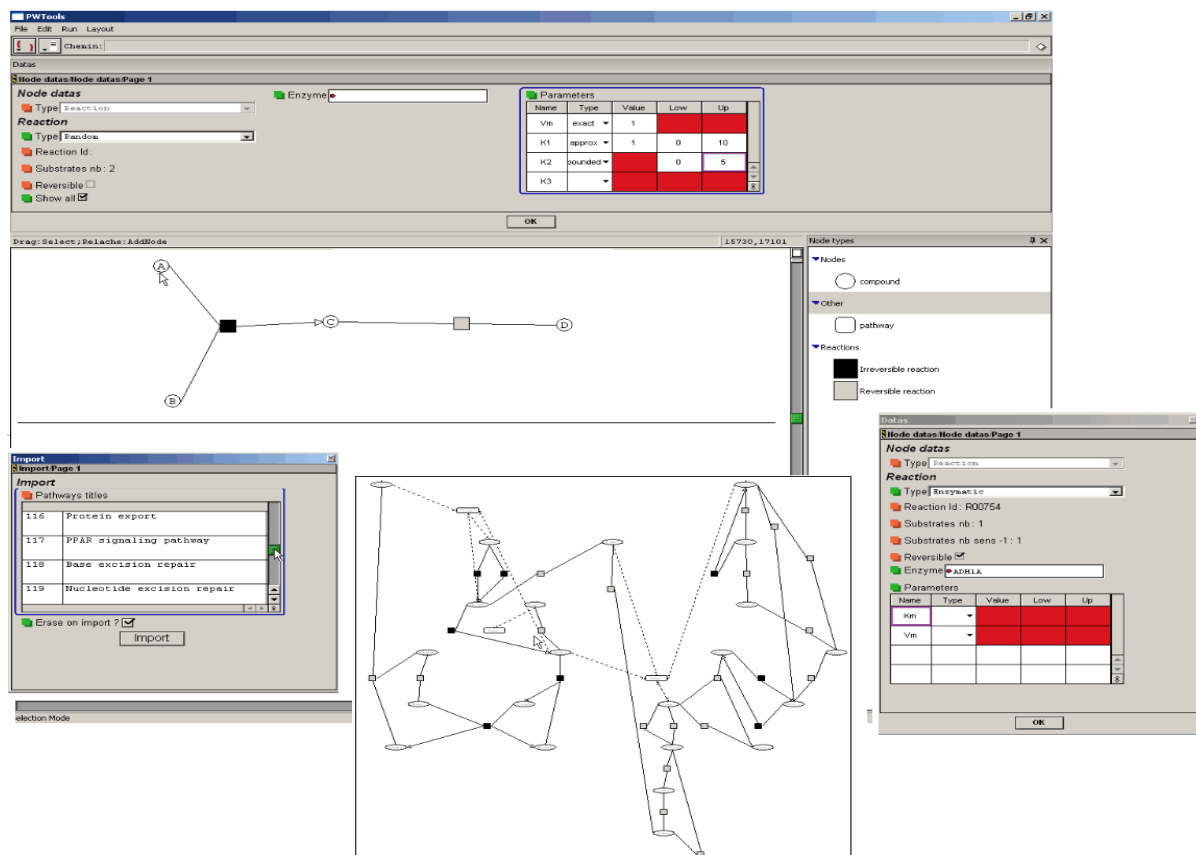 PWTools
File Edit Run Layout
Chemin:
Datas
Node datas/Node datas/Page 1
Node datas
Type Reaction
Reaction
Type Random
Reaction Id:
Substrates nb: 2
Reversible
Show all
Enzyme
Parameters
Name Type Value Low Up
Vm exact 1
K1 approx 1 0 10
K2 bounded 0 5
K3
OK
Drag:Select;Relache:AddNode 15730,17101
A
B
C
D
Node types
Nodes
compound
Other
pathway
Reactions
Irreversible reaction
Reversible reaction
Import
Import/Page 1
Import
Pathways titles
116 Protein export
117 PPAR signaling pathway
118 Base excision repair
119 Nucleotide excision repair
Erase on import ?
Import
election Mode
Datas
Node datas/Node datas/Page 1
Node datas
Type Reaction
Reaction
Type Enzymatic
Reaction Id: R00754
Substrates nb: 1
Substrates nb sens -1: 1
Reversible
Enzyme ADH1A
Parameters
Name Type Value Low Up
Km
Vm
OK